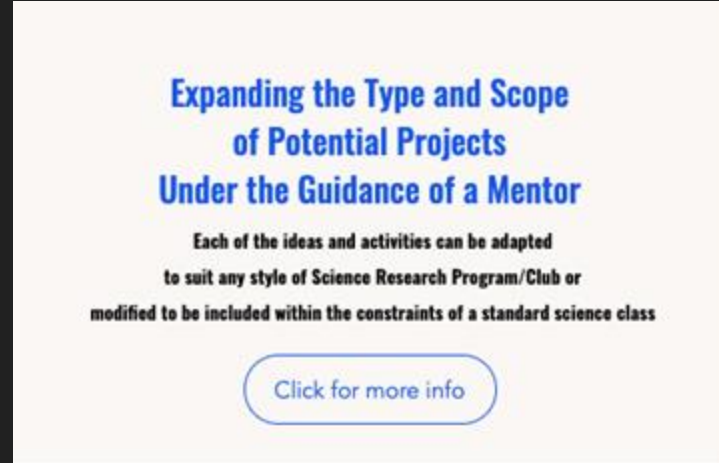 Expanding the Type and Scope
of Potential Projects
Under the Guidance of a Mentor
Each of the ideas and activities can be adapted
to suit any style of Science Research Program/Club or
modified to be included within the constraints of a standard science class
Click for more info